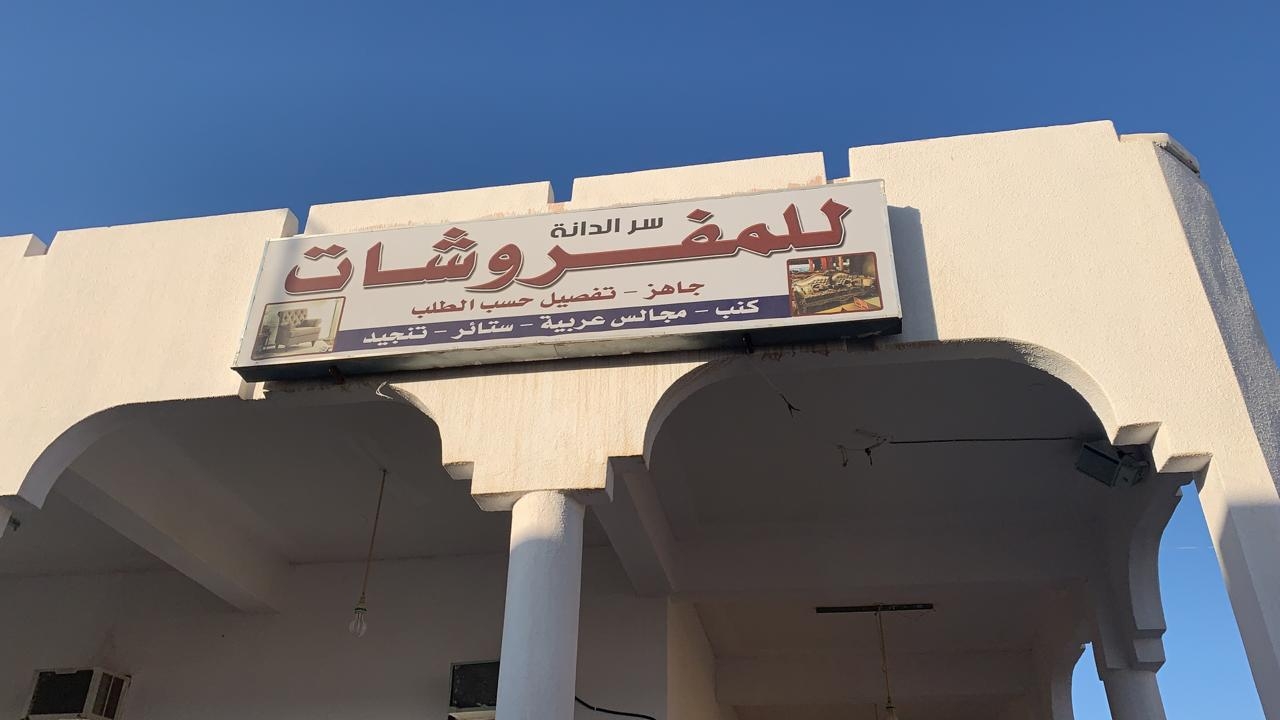 سر الدانة
للمفروشات
جاهز - تفصيل حسب الطلب
كنب - مجالس عربية - ستائر - تنجيد